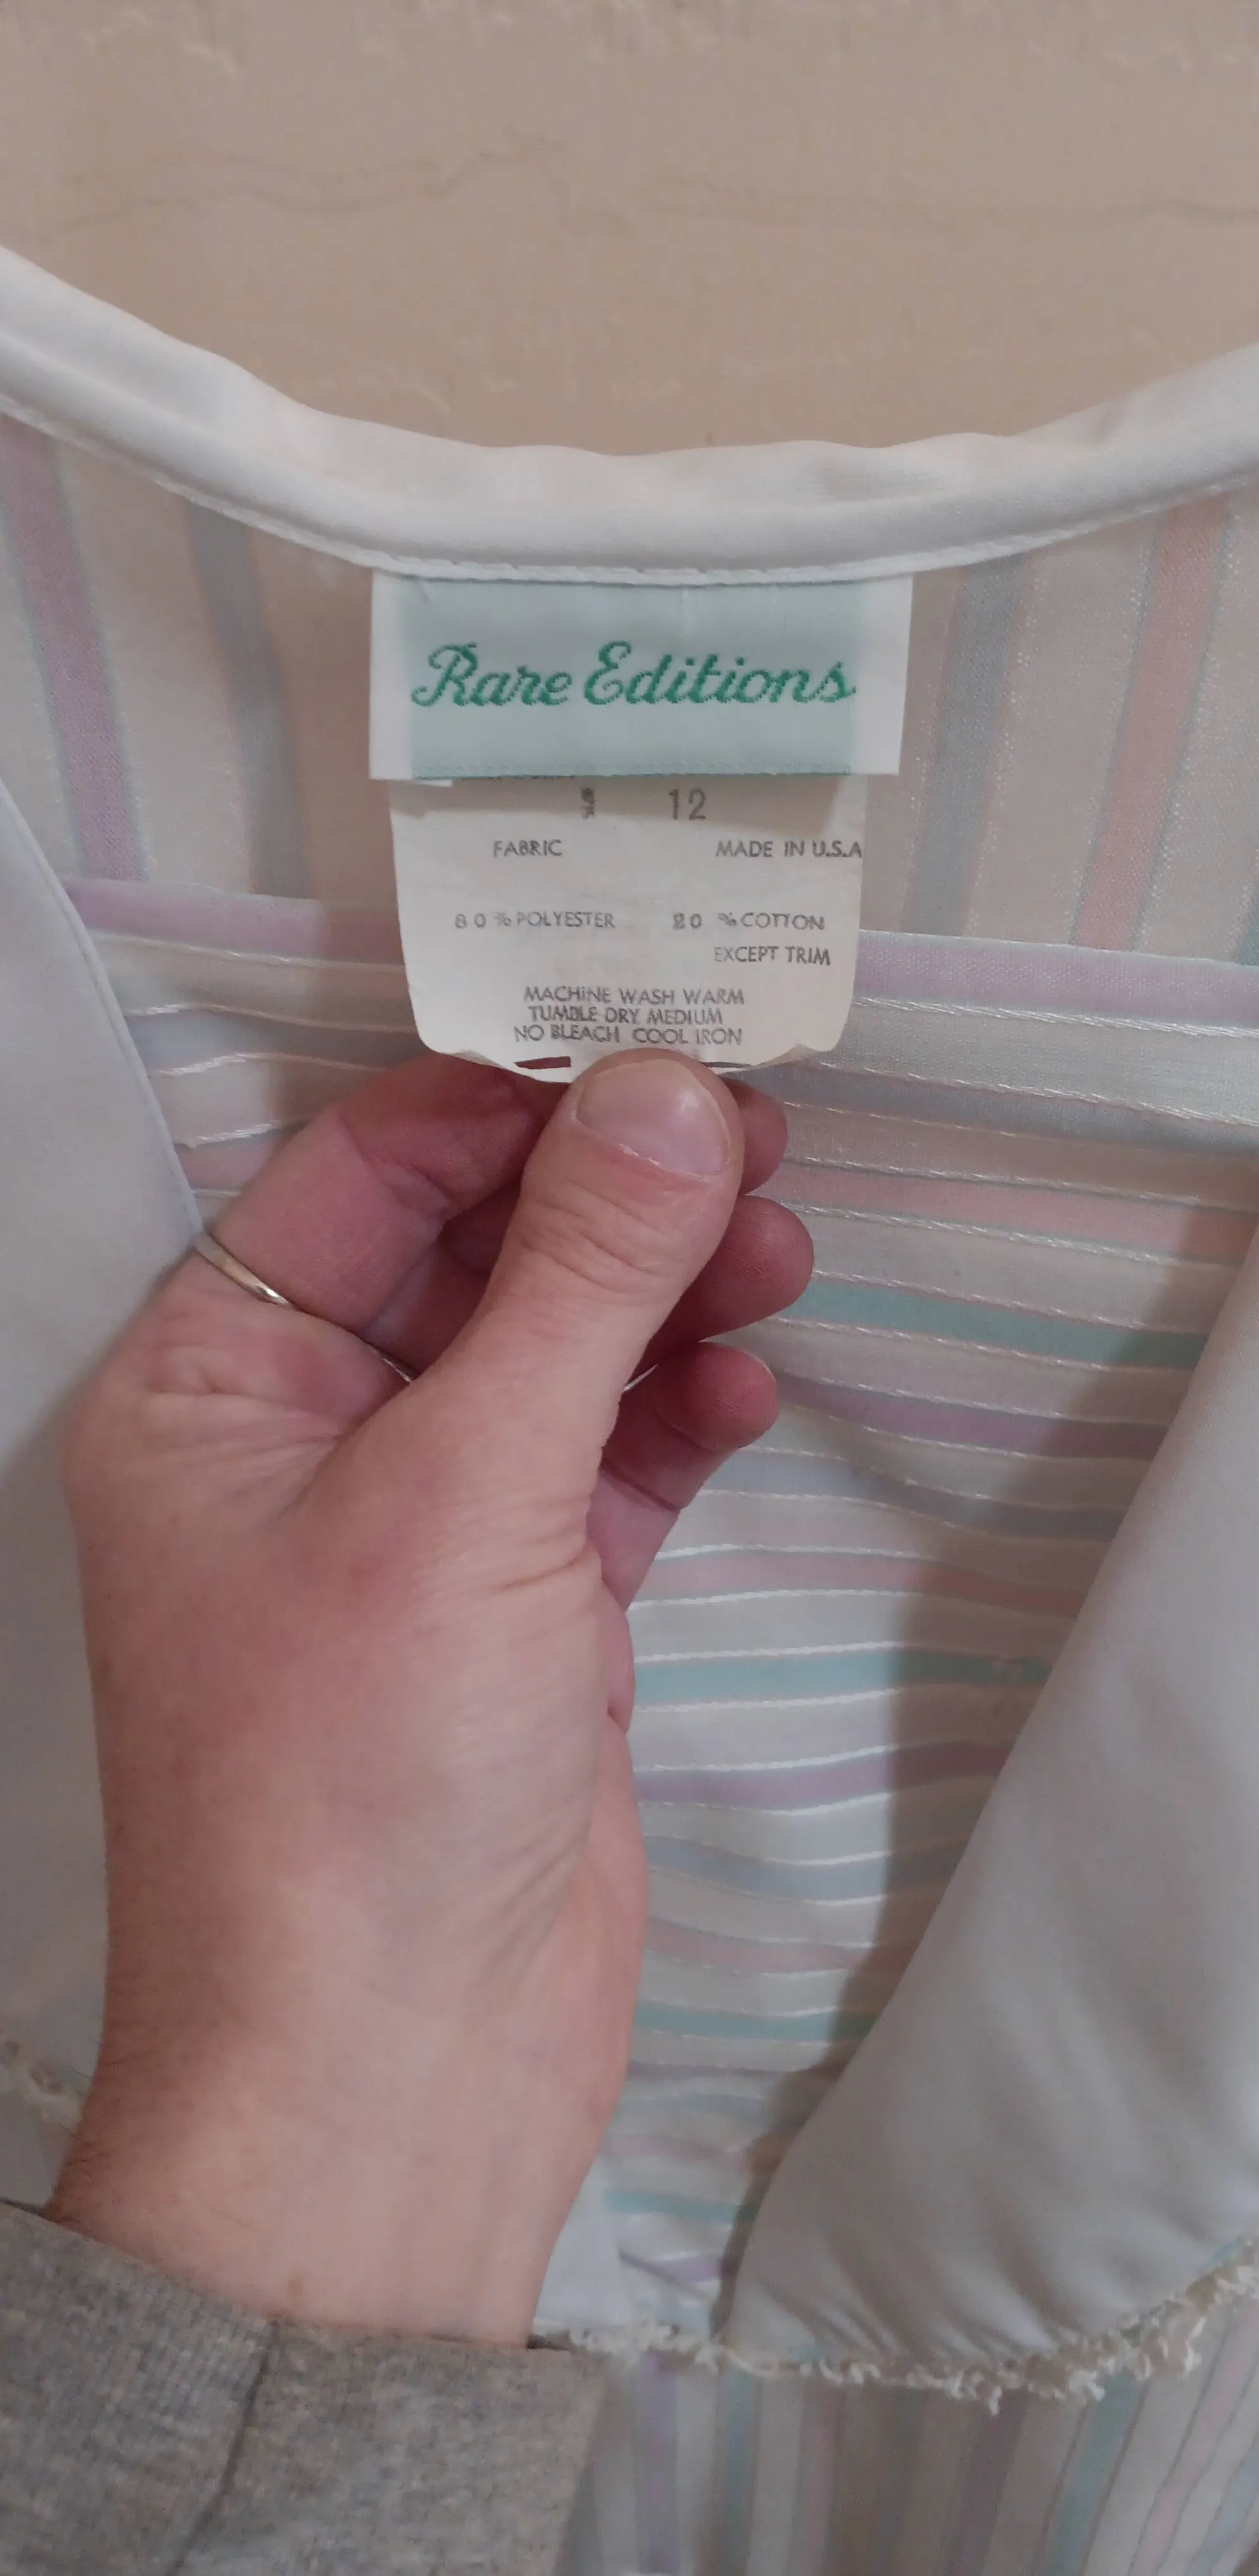 Rare Editions
12
FABRIC MADE IN U.S.A
80 % POLYESTER 20 % COTTON
EXCEPT TRIM
MACHINE WASH WARM
TUMBLE DRY MEDIUM
NO BLEACH COOL IRON